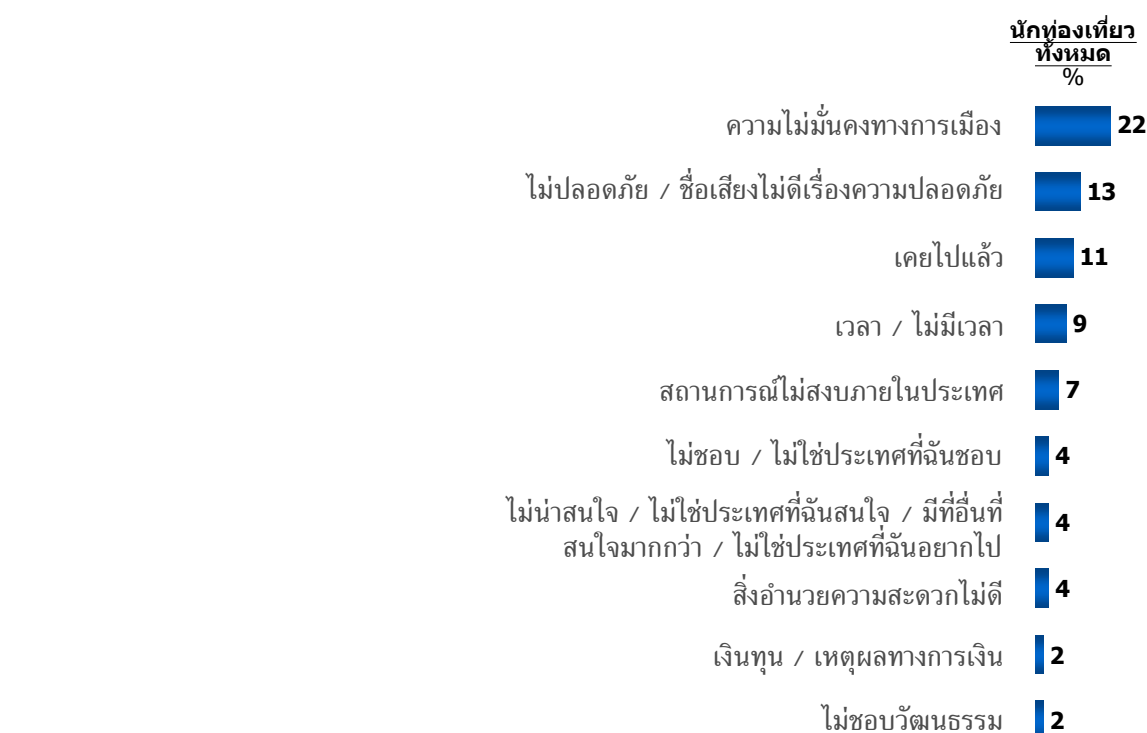 นักท่องเที่ยว
ทั้งหมด
%
ความไม่มั่นคงทางการเมือง 22
ไม่ปลอดภัย / ชื่อเสียงไม่ดีเรื่องความปลอดภัย 13
เคยไปแล้ว 11
เวลา / ไม่มีเวลา 9
สถานการณ์ไม่สงบภายในประเทศ 7
ไม่ชอบ / ไม่ใช่ประเทศที่ฉันชอบ 4
ไม่น่าสนใจ / ไม่ใช่ประเทศที่ฉันสนใจ / มีที่อื่นที่
สนใจมากกว่า / ไม่ใช่ประเทศที่ฉันอยากไป 4
สิ่งอำนวยความสะดวกไม่ดี 4
เงินทุน / เหตุผลทางการเงิน 2
ไม่ชอบวัฒนธรรม 2